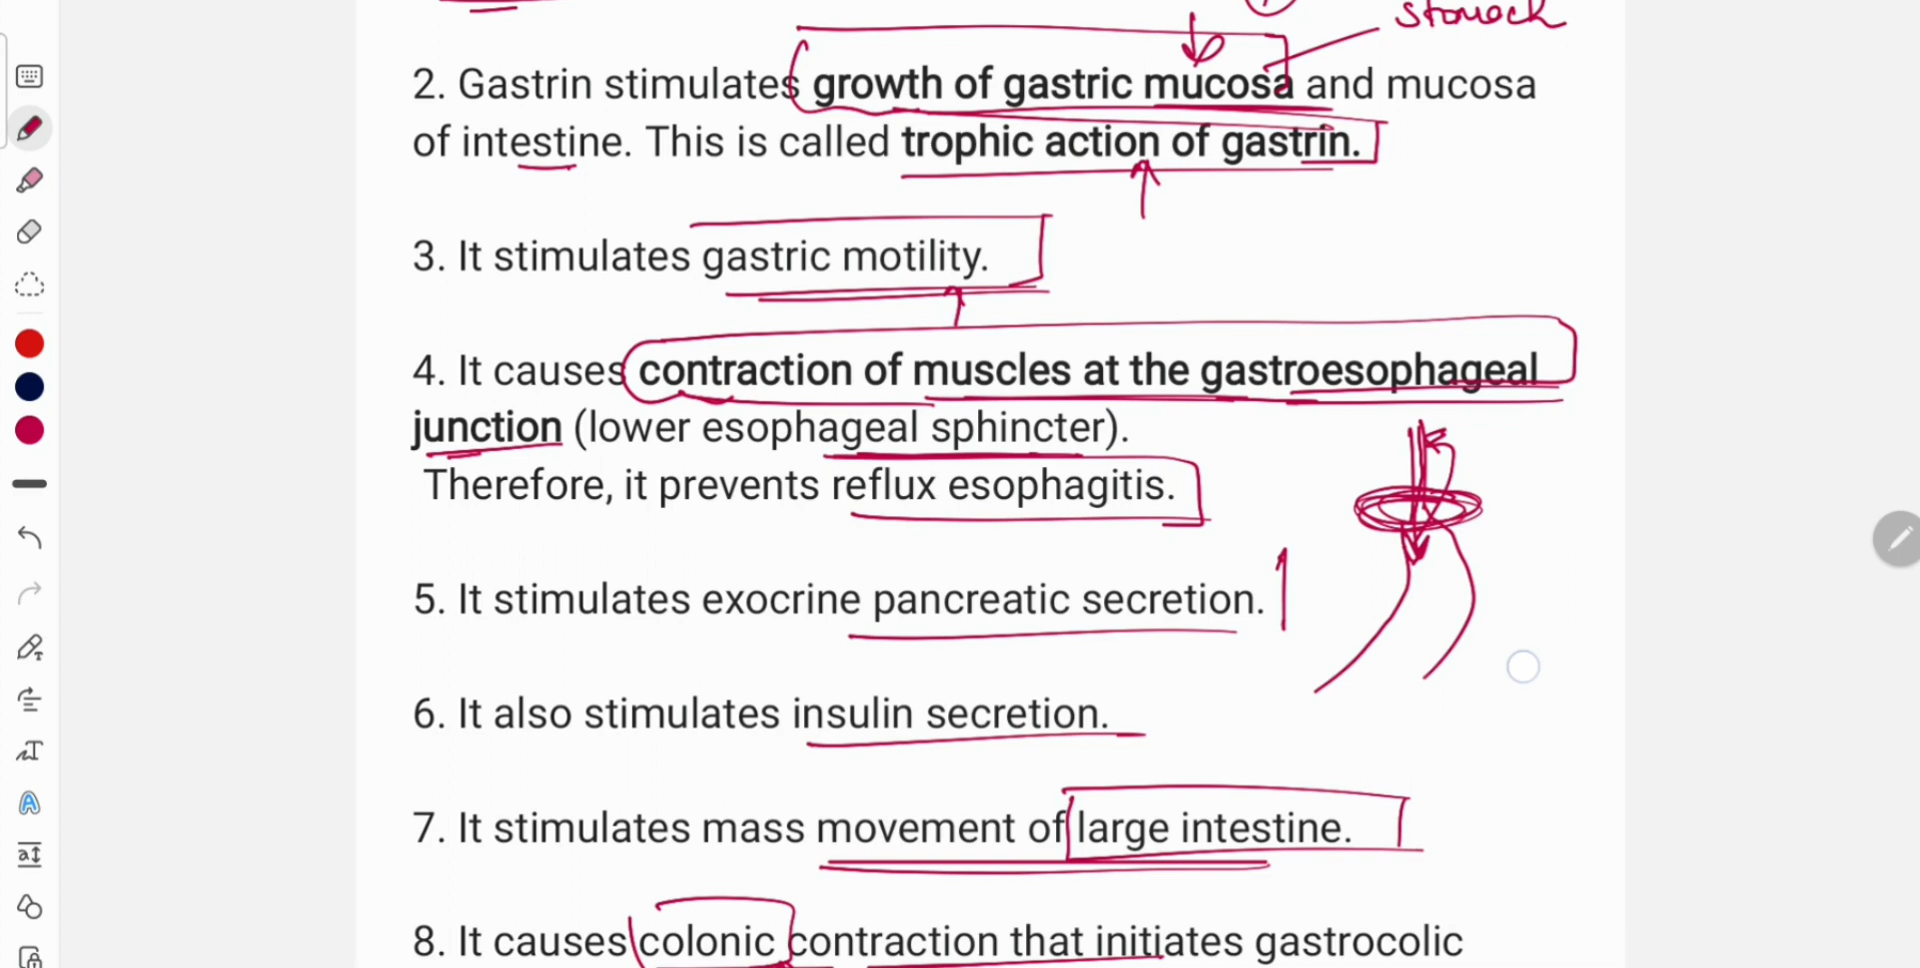 stomach
2. Gastrin stimulates growth of gastric mucosa and mucosa
of intestine. This is called trophic action of gastrin.
3. It stimulates gastric motility.
4. It causes contraction of muscles at the gastroesophageal
junction (lower esophageal sphincter).
Therefore, it prevents reflux esophagitis.
5. It stimulates exocrine pancreatic secretion.
6. It also stimulates insulin secretion.
7. It stimulates mass movement of large intestine.
8. It causes colonic contraction that initiates gastrocolic